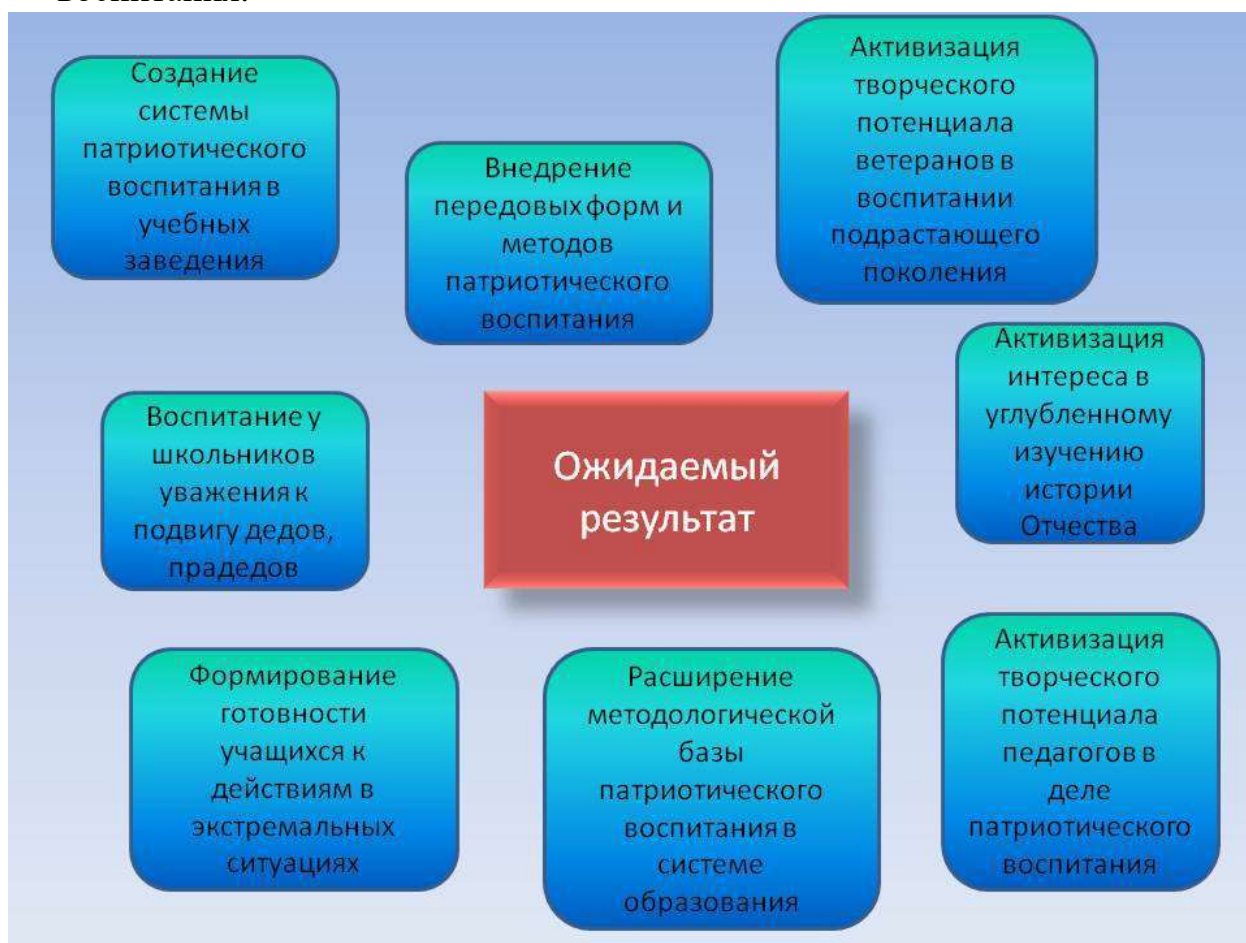 Создание
системы
патриотического
воспитания в
учебных
заведения
Внедрение
передовых форм и
методов
патриотического
воспитания
Активизация
творческого
потенциала
ветеранов в
воспитании
подрастающего
поколения
Воспитание у
школьников
уважения к
подвигу дедов,
прадедов
Ожидаемый
результат
Активизация
интереса в
углубленному
изучению
истории
Отчества
Формирование
готовности
учащихся к
действиям в
экстремальных
ситуациях
Расширение
методологической
базы
патриотического
воспитания в
системе
образования
Активизация
творческого
потенциала
педагогов в
деле
патриотического
воспитания